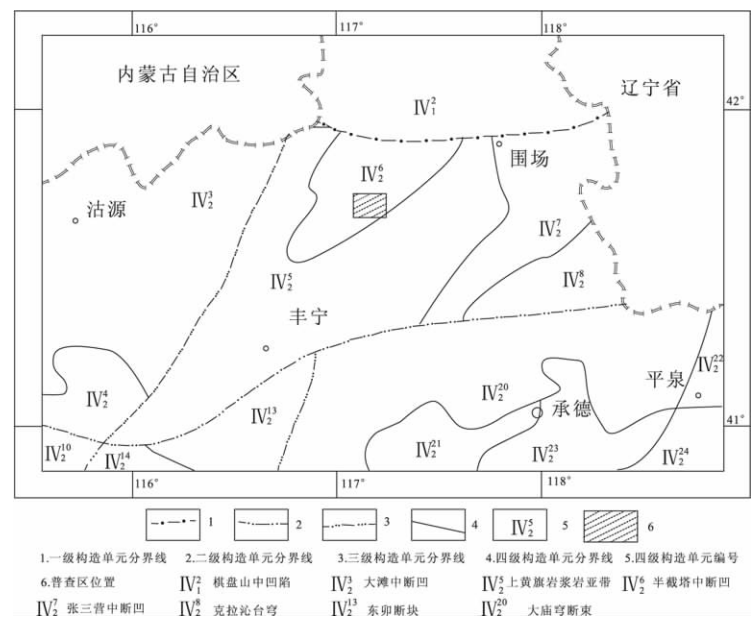 116° 117° 118°
内蒙古自治区
辽宁省
42°
Ⅳ₁²
围场
Ⅳ₂⁶
Ⅳ₂³
沽源
Ⅳ₂⁷
Ⅳ₂⁵
Ⅳ₂⁸
丰宁
Ⅳ₂²²
平泉
Ⅳ₂⁴
Ⅳ₂²⁰
Ⅳ₂¹³
承德
41°
Ⅳ₂¹⁰
Ⅳ₂¹⁴
Ⅳ₂²¹
Ⅳ₂²³
Ⅳ₂²⁴
116° 117° 118°
1 2 3 4 Ⅳ₂⁵ 5 6
1.一级构造单元分界线 2.二级构造单元分界线 3.三级构造单元分界线 4.四级构造单元分界线 5.四级构造单元编号
6.普查区位置 Ⅳ₁² 棋盘山中凹陷 Ⅳ₂³ 大滩中断凹 Ⅳ₂⁵ 上黄旗岩浆岩亚带 Ⅳ₂⁶ 半截塔中断凹
Ⅳ₂⁷ 张三营中断凹 Ⅳ₂⁸ 克拉沁台穹 Ⅳ₂¹³ 东卯断块 Ⅳ₂²⁰ 大庙穹断束